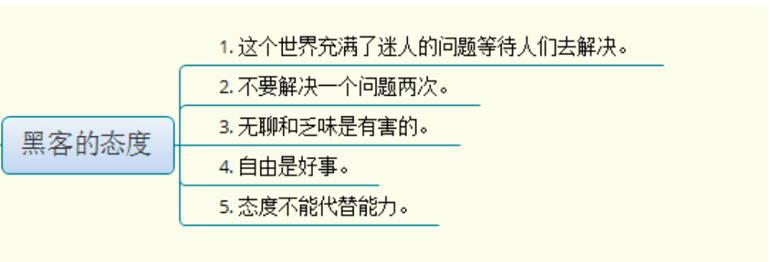 1. 这个世界充满了迷人的问题等待人们去解决。
2. 不要解决一个问题两次。
3. 无聊和乏味是有害的。
黑客的态度
4. 自由是好事。
5. 态度不能代替能力。